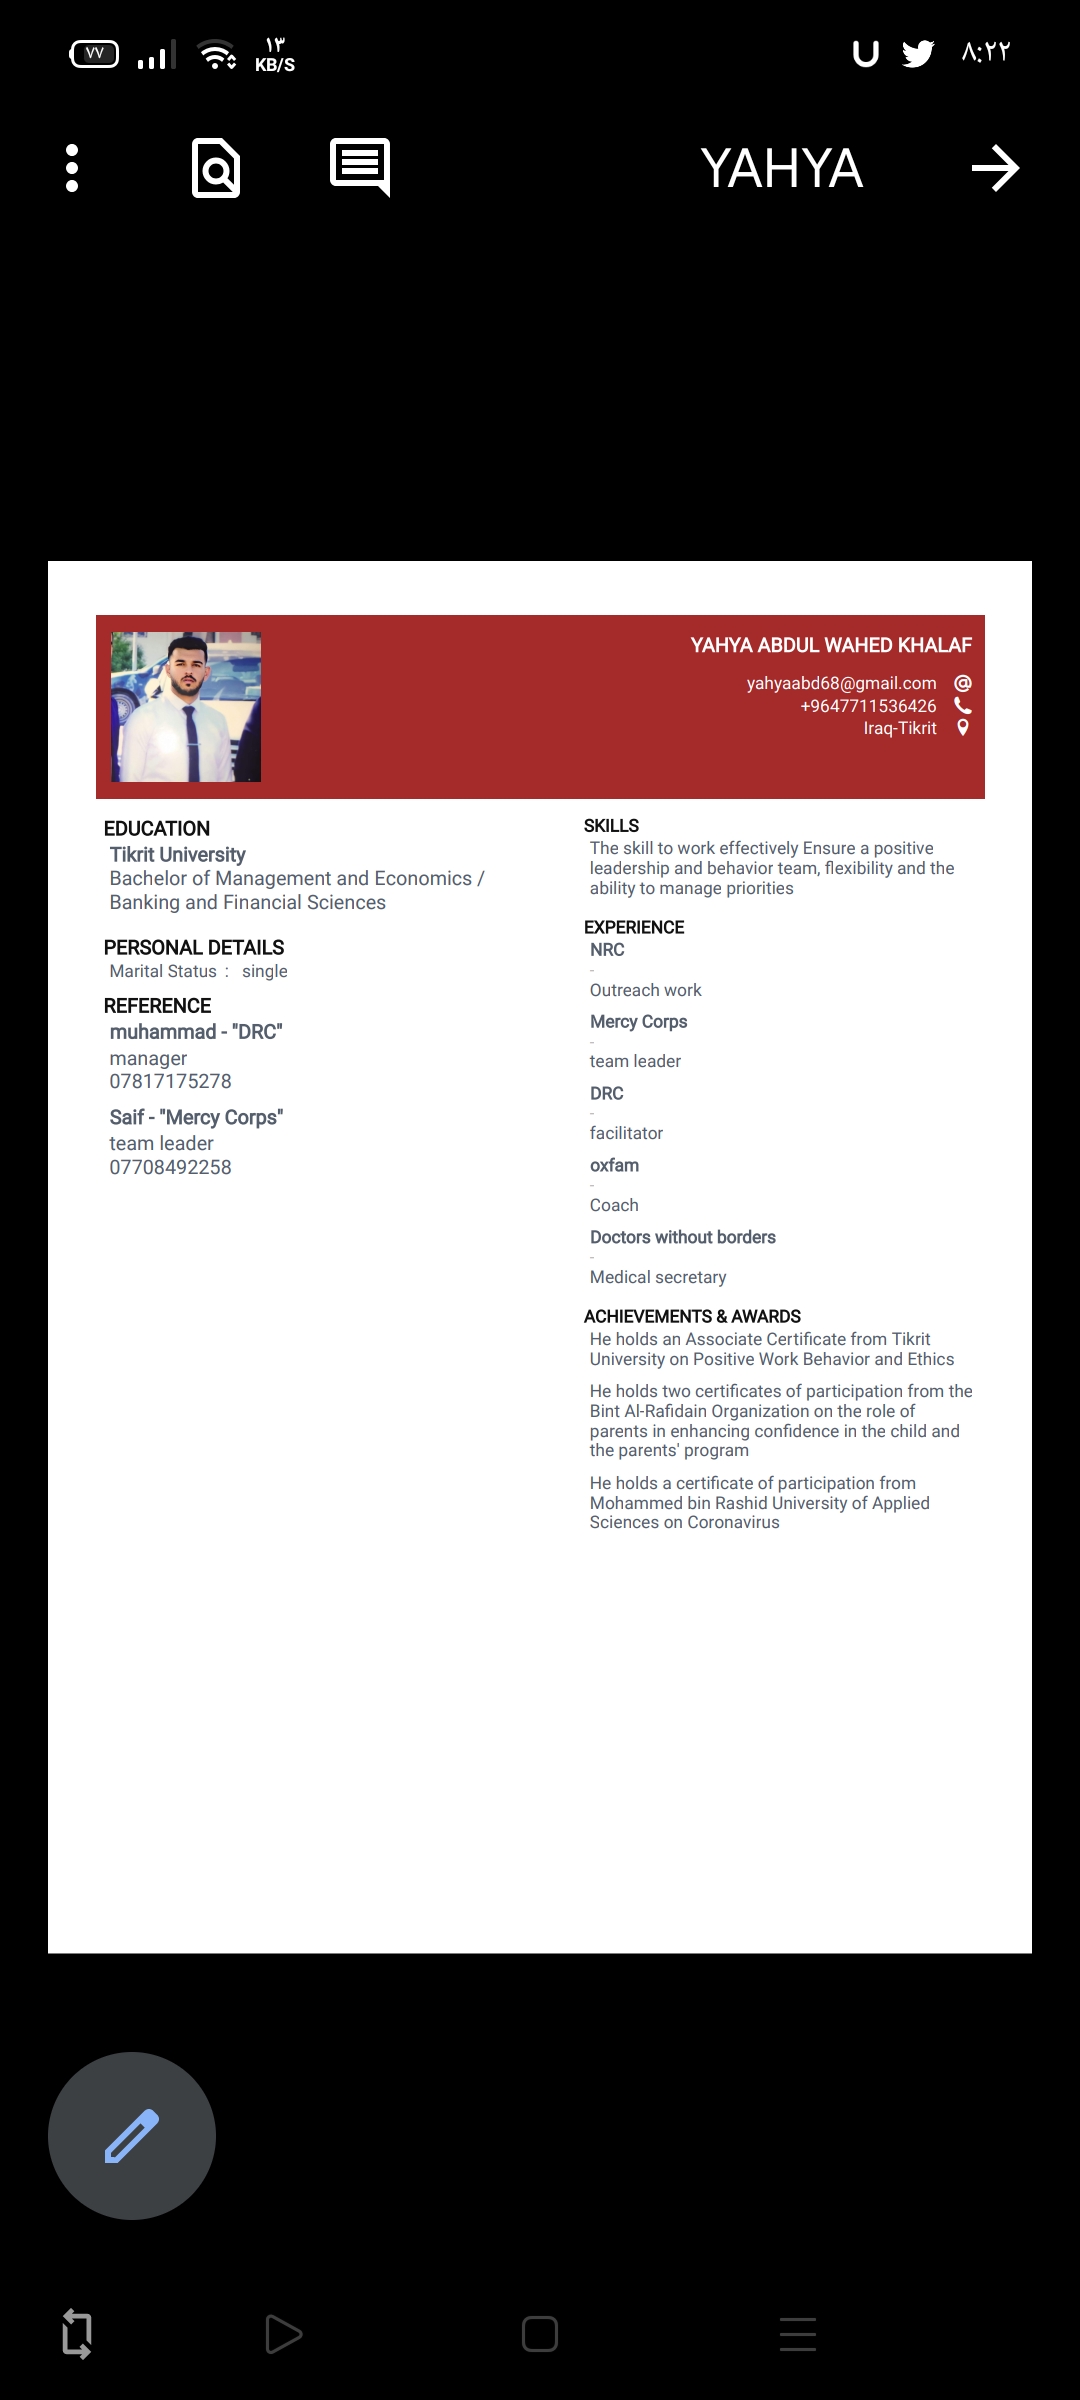 ٧٧
١٣
KB/S
U
٨:٢٢
YAHYA
YAHYA ABDUL WAHED KHALAF
yahyaabd68@gmail.com @
+9647711536426
Iraq-Tikrit
EDUCATION
Tikrit University
Bachelor of Management and Economics /
Banking and Financial Sciences
PERSONAL DETAILS
Marital Status : single
REFERENCE
muhammad - "DRC"
manager
07817175278
Saif - "Mercy Corps"
team leader
07708492258
SKILLS
The skill to work effectively Ensure a positive
leadership and behavior team, flexibility and the
ability to manage priorities
EXPERIENCE
NRC
-
Outreach work
Mercy Corps
-
team leader
DRC
-
facilitator
oxfam
-
Coach
Doctors without borders
-
Medical secretary
ACHIEVEMENTS & AWARDS
He holds an Associate Certificate from Tikrit
University on Positive Work Behavior and Ethics
He holds two certificates of participation from the
Bint Al-Rafidain Organization on the role of
parents in enhancing confidence in the child and
the parents' program
He holds a certificate of participation from
Mohammed bin Rashid University of Applied
Sciences on Coronavirus